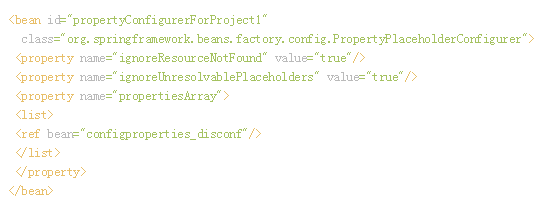 <bean id="propertyConfigurerForProject1"
class="org.springframework.beans.factory.config.PropertyPlaceholderConfigurer">
<property name="ignoreResourceNotFound" value="true"/>
<property name="ignoreUnresolvablePlaceholders" value="true"/>
<property name="propertiesArray">
<list>
<ref bean="configproperties_disconf"/>
</list>
</property>
</bean>